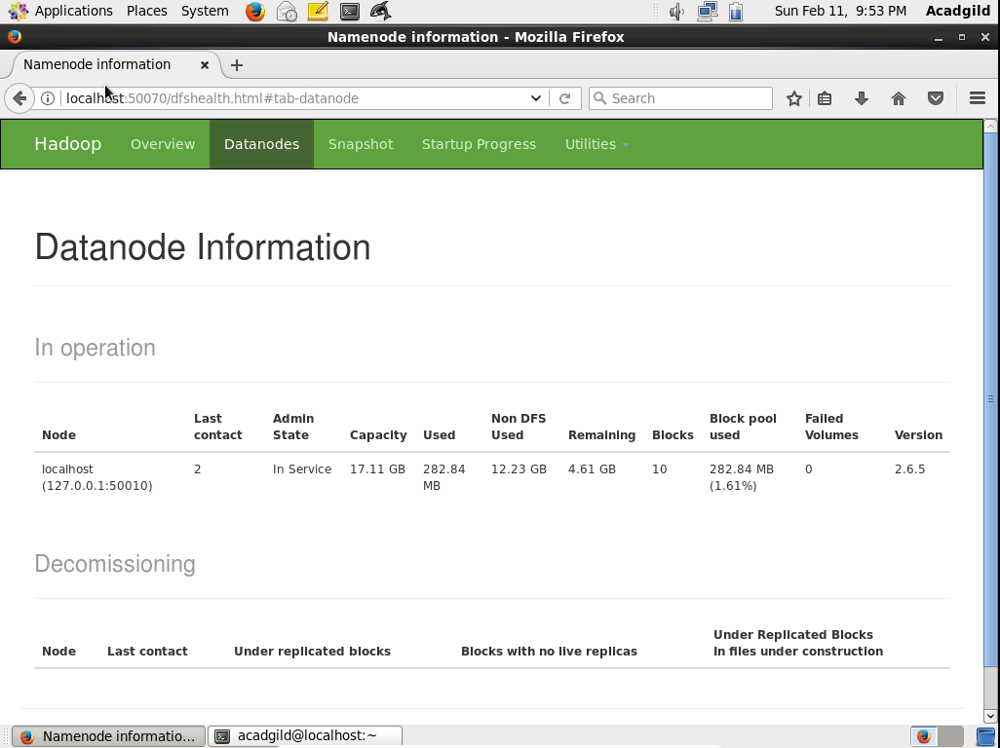 Applications Places System Sun Feb 11, 9:53 PM Acadgild
Namenode information - Mozilla Firefox
Namenode information
localhost:50070/dfshealth.html#tab-datanode Search
Hadoop Overview Datanodes Snapshot Startup Progress Utilities
Datanode Information
In operation
Node Last contact Admin State Capacity Used Non DFS Used Remaining Blocks Block pool used Failed Volumes Version
localhost (127.0.0.1:50010) 2 In Service 17.11 GB 282.84 MB 12.23 GB 4.61 GB 10 282.84 MB (1.61%) 0 2.6.5
Decomissioning
Node Last contact Under replicated blocks Blocks with no live replicas Under Replicated Blocks In files under construction
Namenode informatio... acadgild@localhost:~